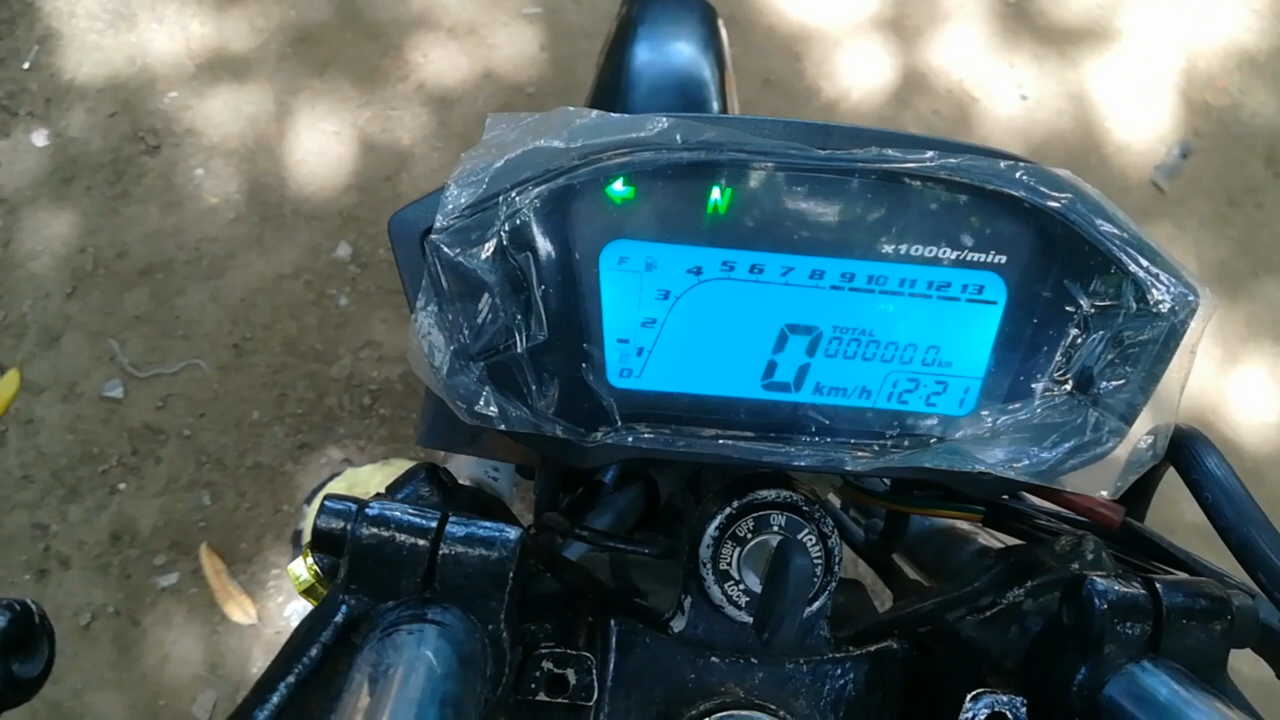 N
x1000r/min
F
4 5 6 7 8 9 10 11 12 13
3
2
1
0
TOTAL
000000 km
0 km/h
12:21
OFF ON
PUSH
LOCK
IGNITION